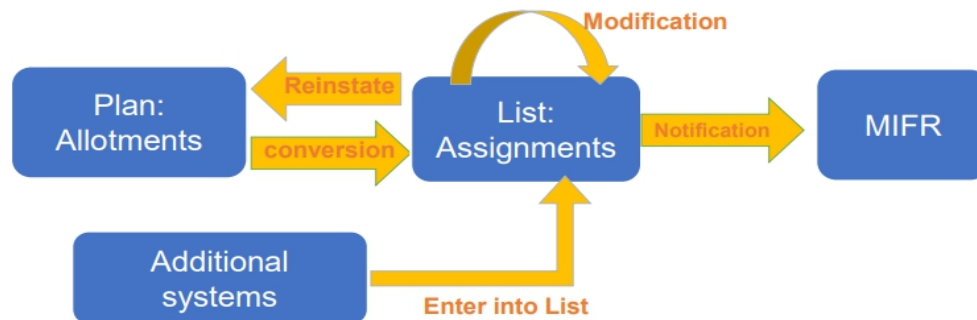 Modification
Reinstate
Plan:
Allotments
conversion
List:
Assignments
Notification
MIFR
Additional
systems
Enter into List